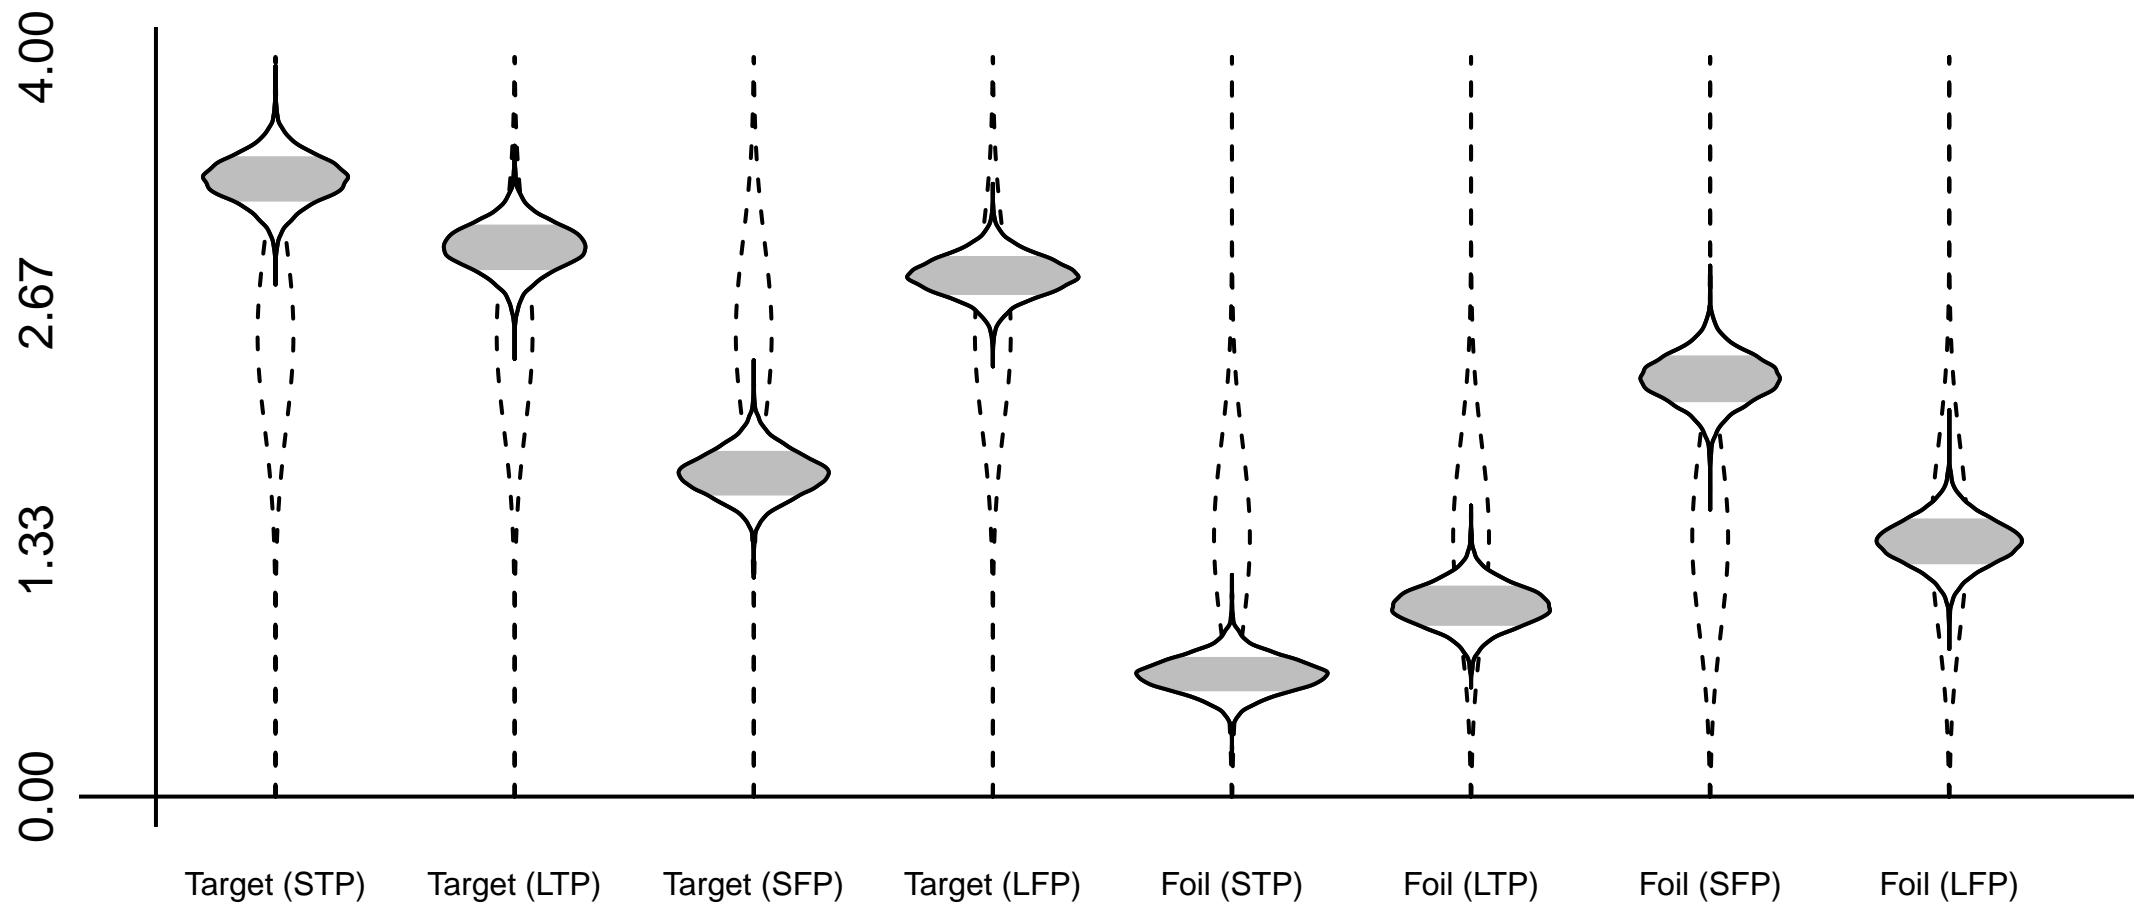 4.00
2.67
1.33
0.00
Target (STP) Target (LTP) Target (SFP) Target (LFP) Foil (STP) Foil (LTP) Foil (SFP) Foil (LFP)